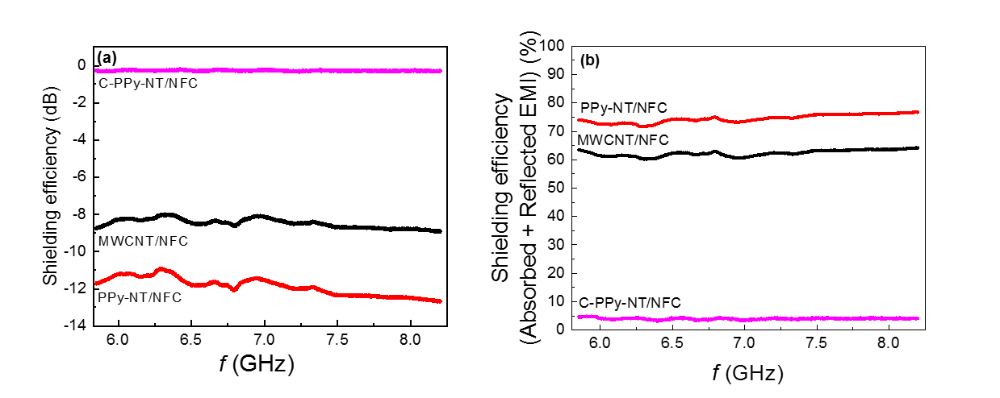 (a)
0
-2
-4
-6
-8
-10
-12
-14
C-PPy-NT/NFC
MWCNT/NFC
PPy-NT/NFC
6.0 6.5 7.0 7.5 8.0
f (GHz)
Shielding efficiency (dB)
(b)
100
90
80
70
60
50
40
30
20
10
0
PPy-NT/NFC
MWCNT/NFC
C-PPy-NT/NFC
6.0 6.5 7.0 7.5 8.0
f (GHz)
Shielding efficiency
(Absorbed + Reflected EMI) (%)